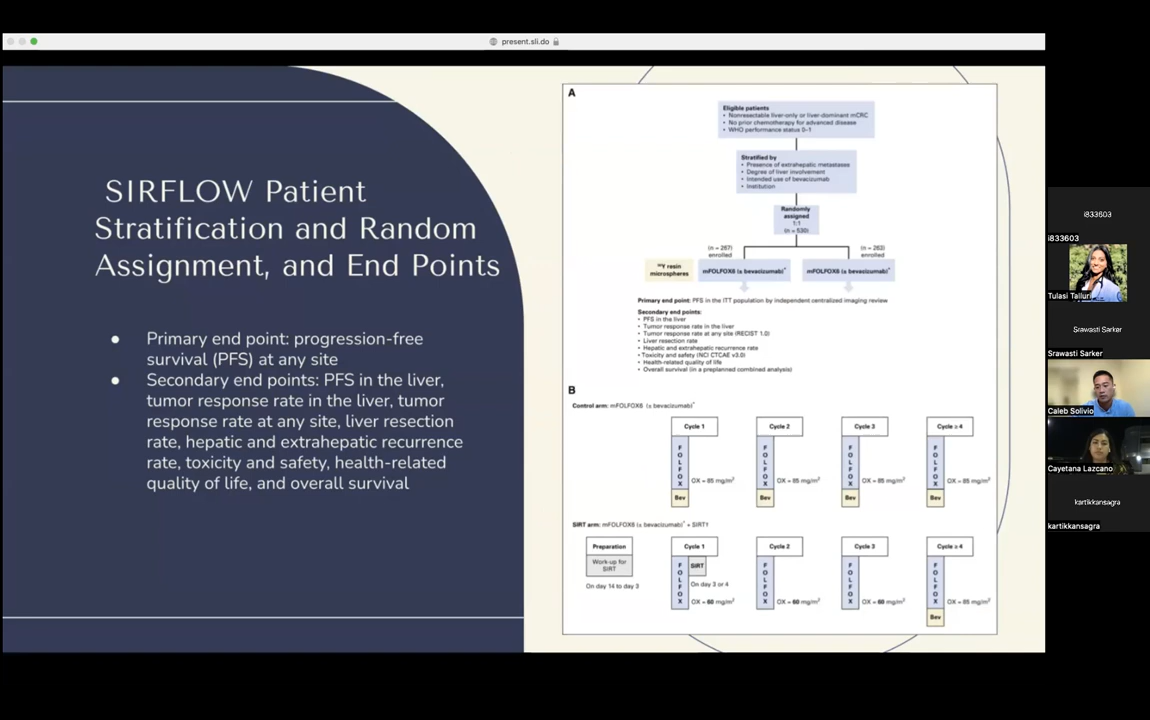 present.sli.do
SIRFLOW Patient
Stratification and Random
Assignment, and End Points
● Primary end point: progression-free
survival (PFS) at any site
● Secondary end points: PFS in the liver,
tumor response rate in the liver, tumor
response rate at any site, liver resection
rate, hepatic and extrahepatic recurrence
rate, toxicity and safety, health-related
quality of life, and overall survival
A
Eligible patients
• Nonresectable liver-only or liver-dominant mCRC
• No prior chemotherapy for advanced disease
• WHO performance status 0-1
Stratified by
• Presence of extrahepatic metastases
• Degree of liver involvement
• Intended use of bevacizumab
• Institution
Randomly
assigned
1:1
(n = 530)
(n = 267)
enrolled
(n = 263)
enrolled
90Y resin
microspheres
mFOLFOX6 (± bevacizumab)*
mFOLFOX6 (± bevacizumab)*
Primary end point: PFS in the ITT population by independent centralized imaging review
Secondary end points:
• PFS in the liver
• Tumor response rate in the liver
• Tumor response rate at any site (RECIST 1.0)
• Liver resection rate
• Hepatic and extrahepatic recurrence rate
• Toxicity and safety (NCI CTCAE v3.0)
• Health-related quality of life
• Overall survival (in a preplanned combined analysis)
B
Control arm: mFOLFOX6 (± bevacizumab)*
Cycle 1
Cycle 2
Cycle 3
Cycle ≥ 4
FOLFOX
OX = 85 mg/m²
FOLFOX
OX = 85 mg/m²
FOLFOX
OX = 85 mg/m²
FOLFOX
OX = 85 mg/m²
Bev
Bev
Bev
Bev
SIRT arm: mFOLFOX6 (± bevacizumab)* + SIRT†
Preparation
Cycle 1
Cycle 2
Cycle 3
Cycle ≥ 4
Work-up for
SIRT
On day 14 to day 3
FOLFOX
SIRT
On day 3 or 4
OX = 60 mg/m²
FOLFOX
OX = 60 mg/m²
FOLFOX
OX = 60 mg/m²
FOLFOX
OX = 85 mg/m²
Bev
i833603
i833603
Tulasi Talluri
Srawasti Sarker
Srawasti Sarker
Caleb Solivio
Cayetana Lazcano
kartikkansagra
kartikkansagra